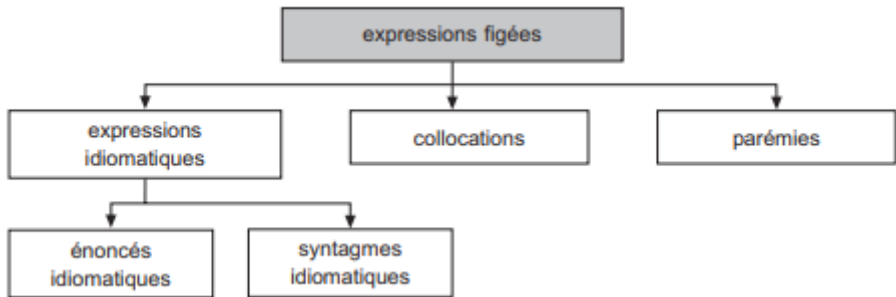 expressions figées
expressions
idiomatiques
collocations
parémies
énoncés
idiomatiques
syntagmes
idiomatiques